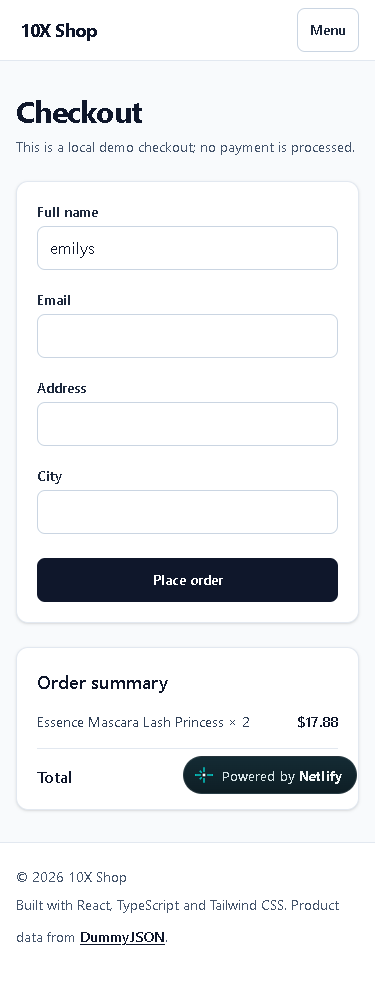 10X Shop
Menu
Checkout
This is a local demo checkout; no payment is processed.
Full name
emilys
Email
Address
City
Place order
Order summary
Essence Mascara Lash Princess × 2 $17.88
Total
Powered by Netlify
© 2026 10X Shop
Built with React, TypeScript and Tailwind CSS. Product
data from DummyJSON.